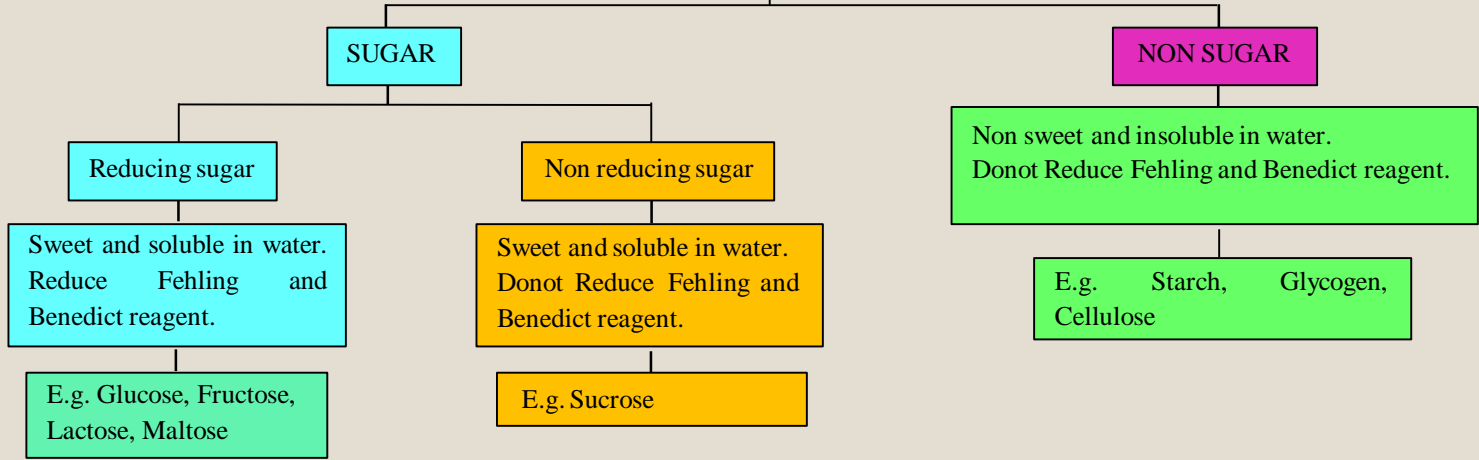 SUGAR
NON SUGAR
Reducing sugar
Non reducing sugar
Non sweet and insoluble in water.
Donot Reduce Fehling and Benedict reagent.
Sweet and soluble in water.
Reduce Fehling and
Benedict reagent.
Sweet and soluble in water.
Donot Reduce Fehling and
Benedict reagent.
E.g. Starch, Glycogen,
Cellulose
E.g. Glucose, Fructose,
Lactose, Maltose
E.g. Sucrose